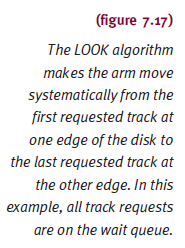 (figure 7.17)
The LOOK algorithm
makes the arm move
systematically from the
first requested track at
one edge of the disk to
the last requested track at
the other edge. In this
example, all track requests
are on the wait queue.